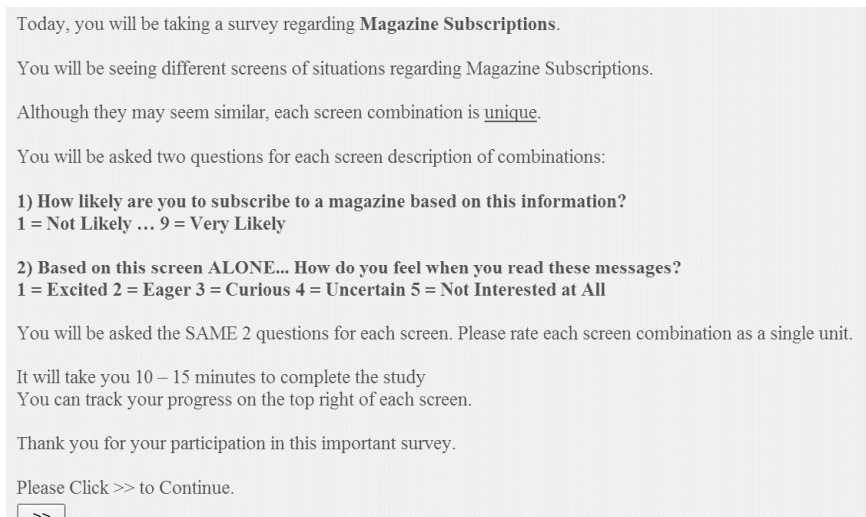 Today, you will be taking a survey regarding Magazine Subscriptions.
You will be seeing different screens of situations regarding Magazine Subscriptions.
Although they may seem similar, each screen combination is unique.
You will be asked two questions for each screen description of combinations:
1) How likely are you to subscribe to a magazine based on this information?
1 = Not Likely … 9 = Very Likely
2) Based on this screen ALONE... How do you feel when you read these messages?
1 = Excited 2 = Eager 3 = Curious 4 = Uncertain 5 = Not Interested at All
You will be asked the SAME 2 questions for each screen. Please rate each screen combination as a single unit.
It will take you 10 – 15 minutes to complete the study
You can track your progress on the top right of each screen.
Thank you for your participation in this important survey.
Please Click >> to Continue.
>>